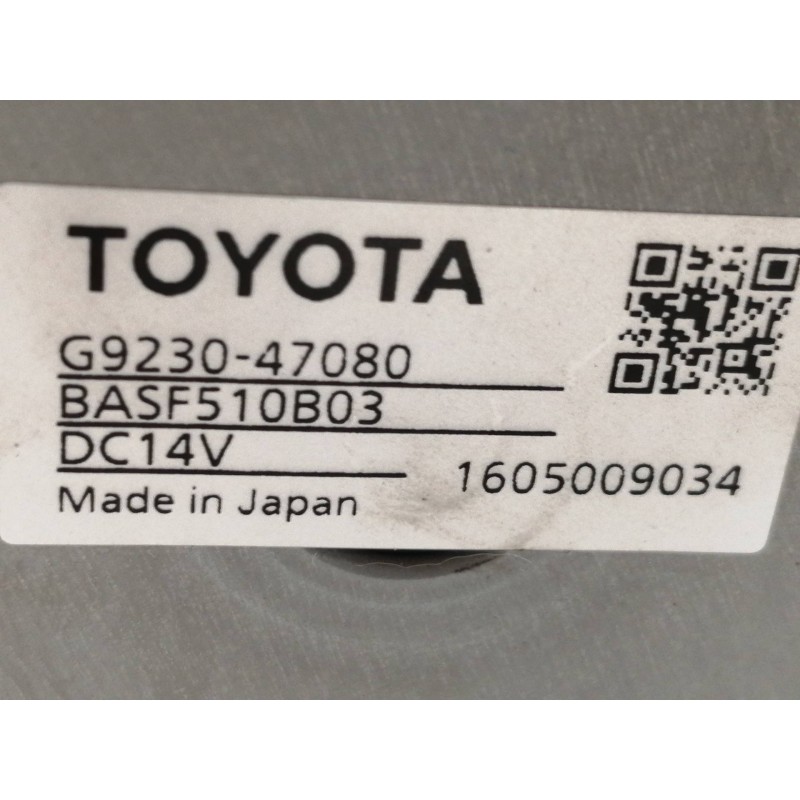 TOYOTA
G9230-47080
BASF510B03
DC14V
1605009034
Made in Japan